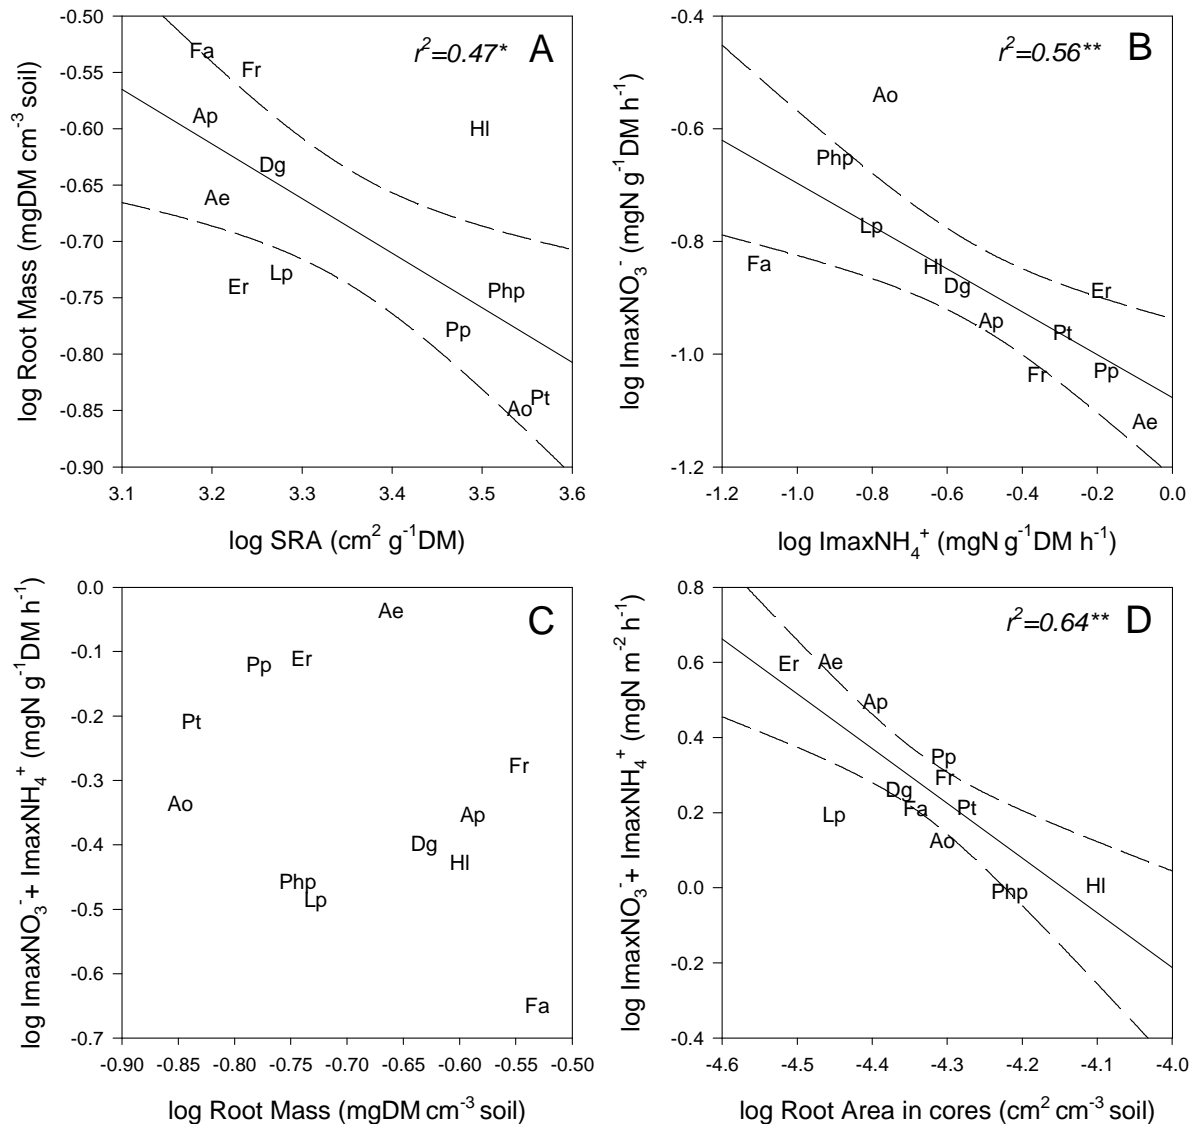 r²=0.47* A
log Root Mass (mgDM cm⁻³ soil)
-0.50
-0.55
-0.60
-0.65
-0.70
-0.75
-0.80
-0.85
-0.90
Fa
Fr
Ap
Hl
Dg
Ae
Er
Lp
Php
Pp
Ao
Pt
3.1 3.2 3.3 3.4 3.5 3.6
log SRA (cm² g⁻¹DM)
r²=0.56** B
log ImaxNO₃⁻ (mgN g⁻¹DM h⁻¹)
-0.4
-0.6
-0.8
-1.0
-1.2
Ao
Php
Lp
Fa
Hl
Dg
Er
Ap
Pt
Fr
Pp
Ae
-1.2 -1.0 -0.8 -0.6 -0.4 -0.2 0.0
log ImaxNH₄⁺ (mgN g⁻¹DM h⁻¹)
C
log ImaxNO₃⁻+ ImaxNH₄⁺ (mgN g⁻¹DM h⁻¹)
0.0
-0.1
-0.2
-0.3
-0.4
-0.5
-0.6
-0.7
Ae
Er
Pp
Pt
Fr
Ao
Ap
Dg
Hl
Php
Lp
Fa
-0.90 -0.85 -0.80 -0.75 -0.70 -0.65 -0.60 -0.55 -0.50
log Root Mass (mgDM cm⁻³ soil)
r²=0.64** D
log ImaxNO₃⁻+ ImaxNH₄⁺ (mgN m⁻² h⁻¹)
0.8
0.6
0.4
0.2
0.0
-0.2
-0.4
Er
Ae
Ap
Pp
Fr
Dg
Fa
Pt
Lp
Ao
Php
Hl
-4.6 -4.5 -4.4 -4.3 -4.2 -4.1 -4.0
log Root Area in cores (cm² cm⁻³ soil)